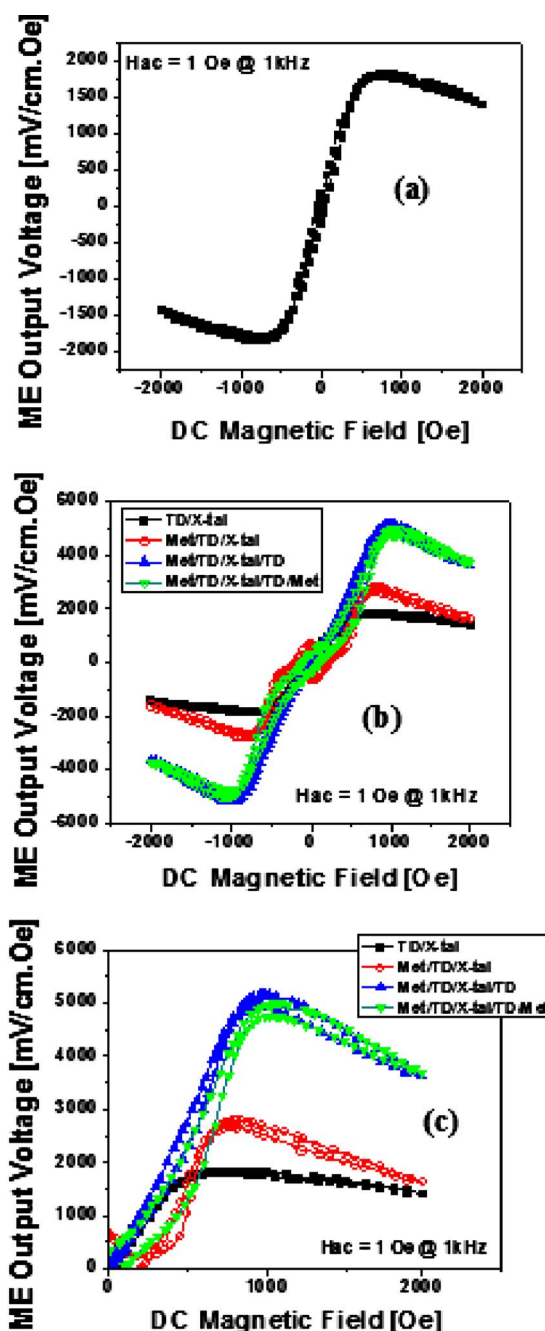 Hac = 1 Oe @ 1kHz
ME Output Voltage [mV/cm.Oe]
2000
1500
1000
500
0
-500
-1000
-1500
-2000
(a)
-2000 -1000 0 1000 2000
DC Magnetic Field [Oe]
ME Output Voltage [mV/cm.Oe]
6000
4000
2000
0
-2000
-4000
-6000
TD/X-tal
Met/TD/X-tal
Met/TD/X-tal/TD
Met/TD/X-tal/TD/Met
(b)
Hac = 1 Oe @ 1kHz
-2000 -1000 0 1000 2000
DC Magnetic Field [Oe]
ME Output Voltage [mV/cm.Oe]
6000
5000
4000
3000
2000
1000
0
TD/X-tal
Met/TD/X-tal
Met/TD/X-tal/TD
Met/TD/X-tal/TD/Met
(c)
Hac = 1 Oe @ 1kHz
0 1000 2000
DC Magnetic Field [Oe]